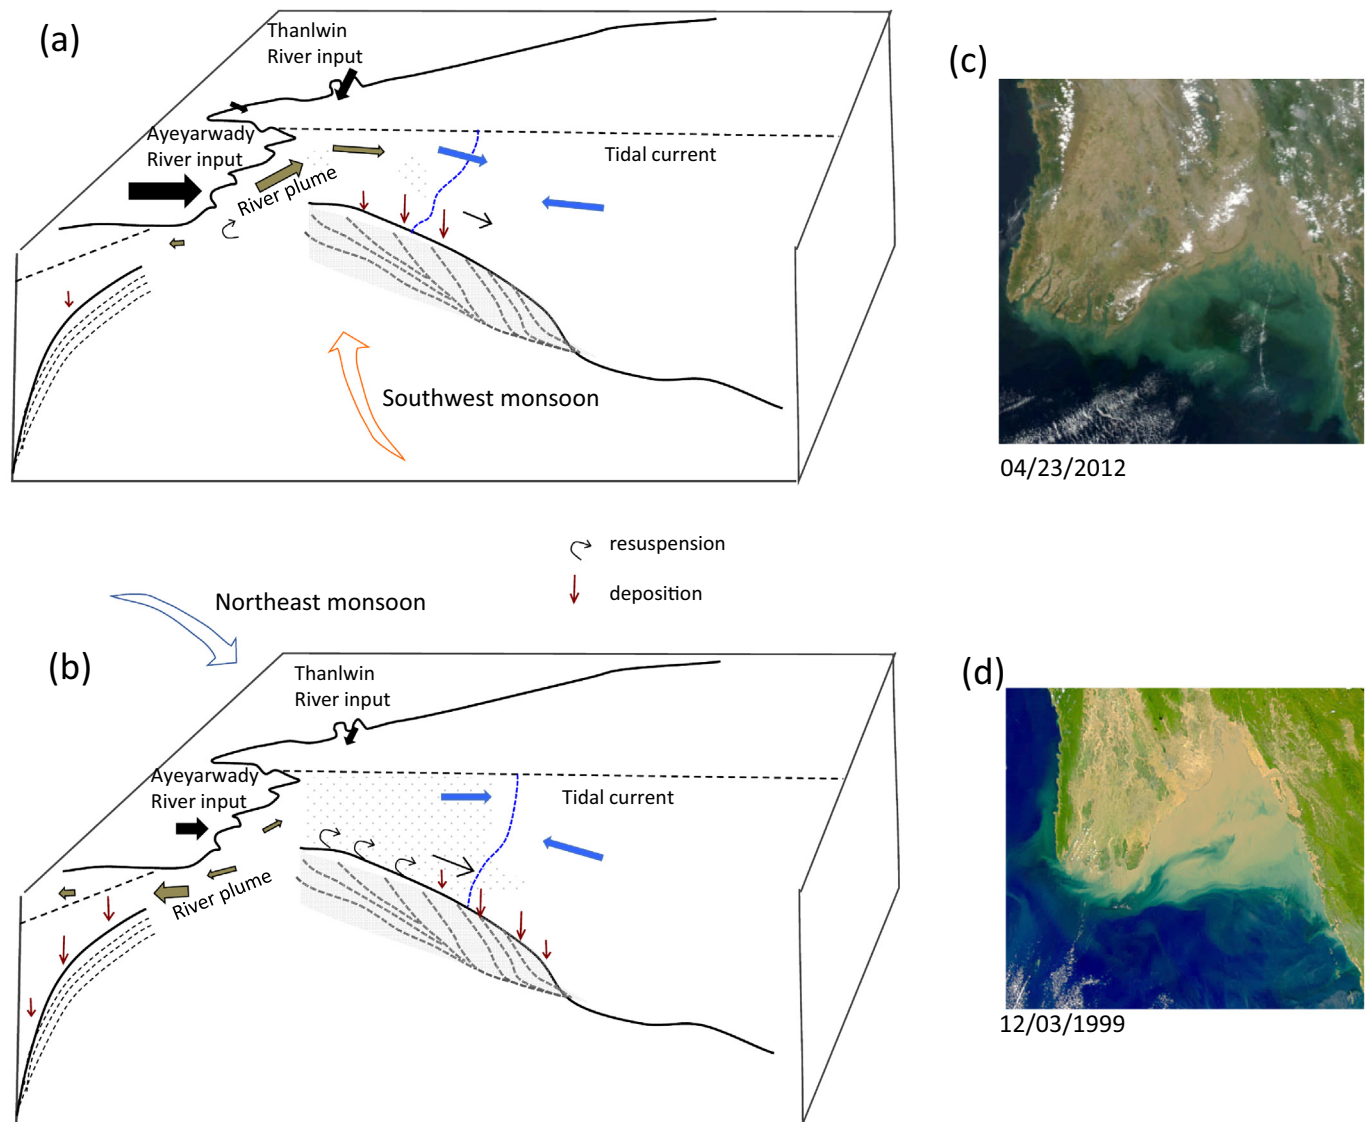 (a)
Thanlwin
River input
Ayeyarwady
River input
River plume
Tidal current
Southwest monsoon
(c)
04/23/2012
resuspension
deposition
Northeast monsoon
(b)
Thanlwin
River input
Ayeyarwady
River input
River plume
Tidal current
(d)
12/03/1999